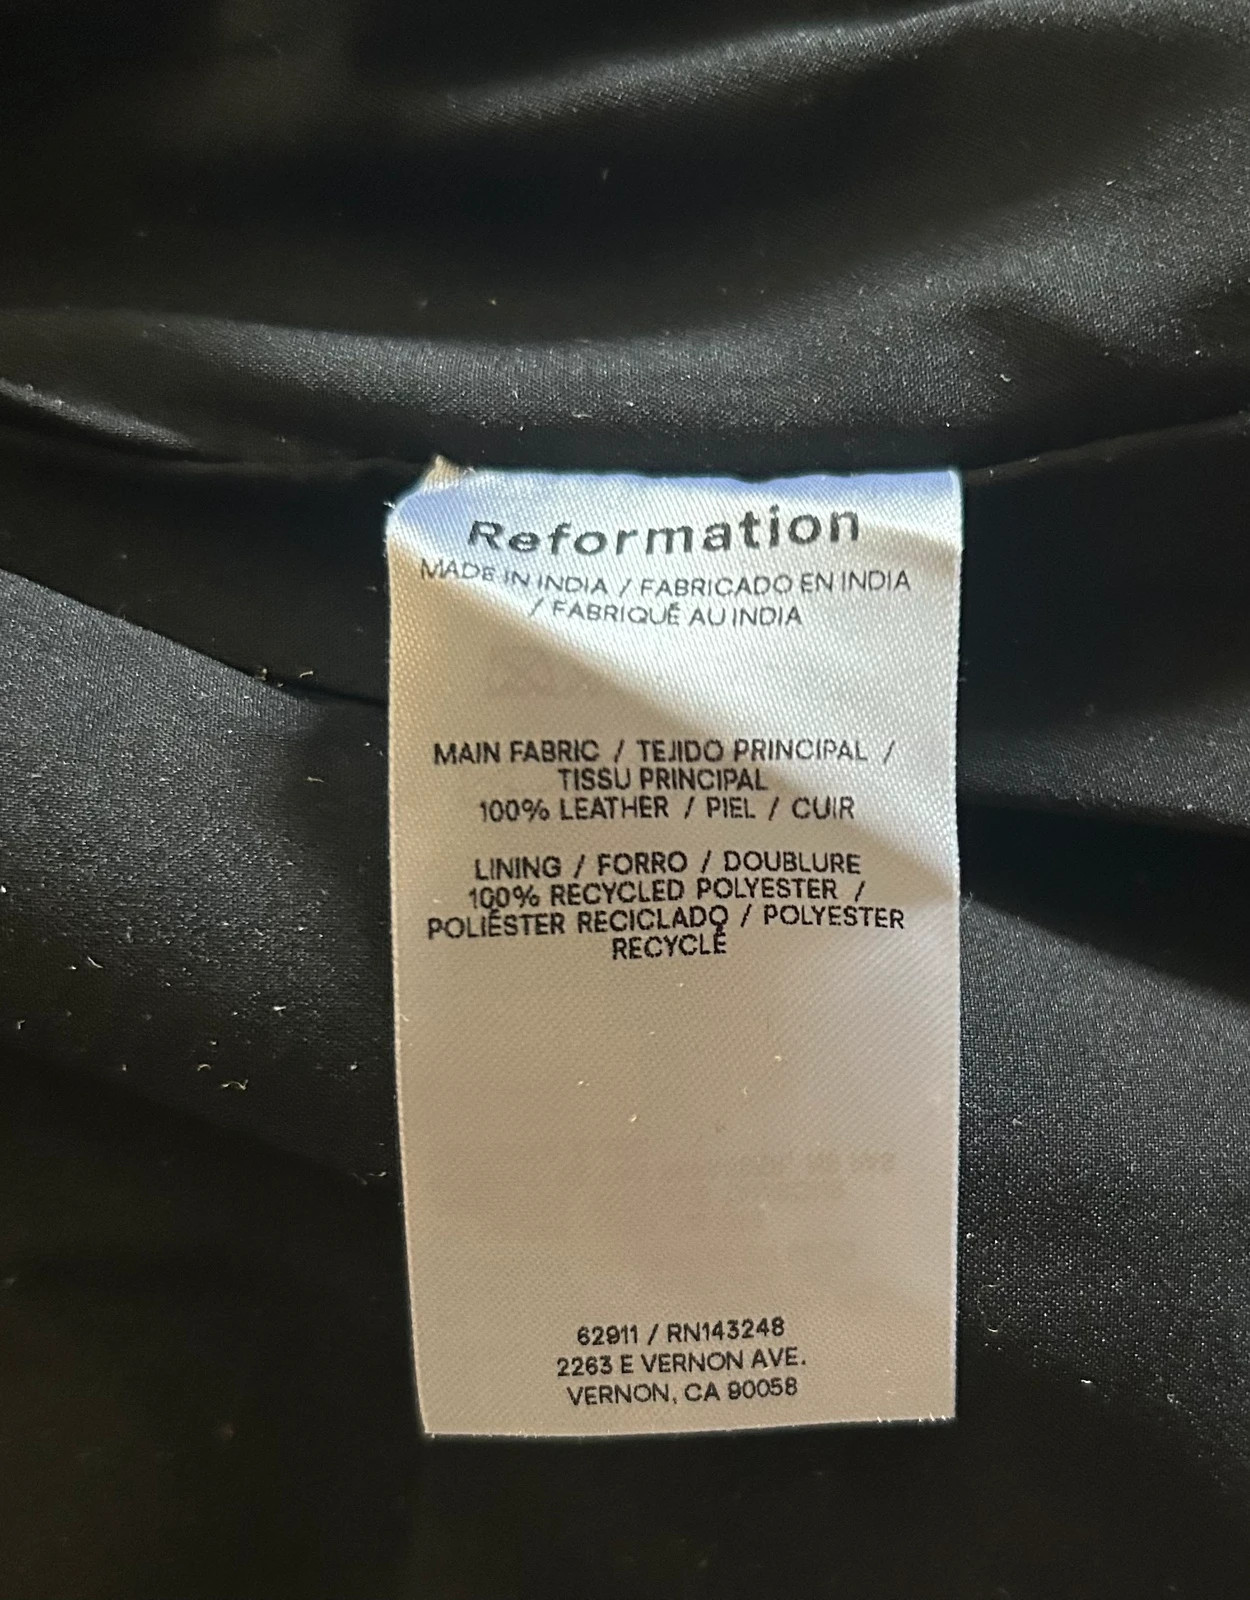 Reformation
MADE IN INDIA / FABRICADO EN INDIA
/ FABRIQUÉ AU INDIA
MAIN FABRIC / TEJIDO PRINCIPAL /
TISSU PRINCIPAL
100% LEATHER / PIEL / CUIR
LINING / FORRO / DOUBLURE
100% RECYCLED POLYESTER /
POLIÉSTER RECICLADO / POLYESTER
RECYCLÉ
62911 / RN143248
2263 E VERNON AVE.
VERNON, CA 90058